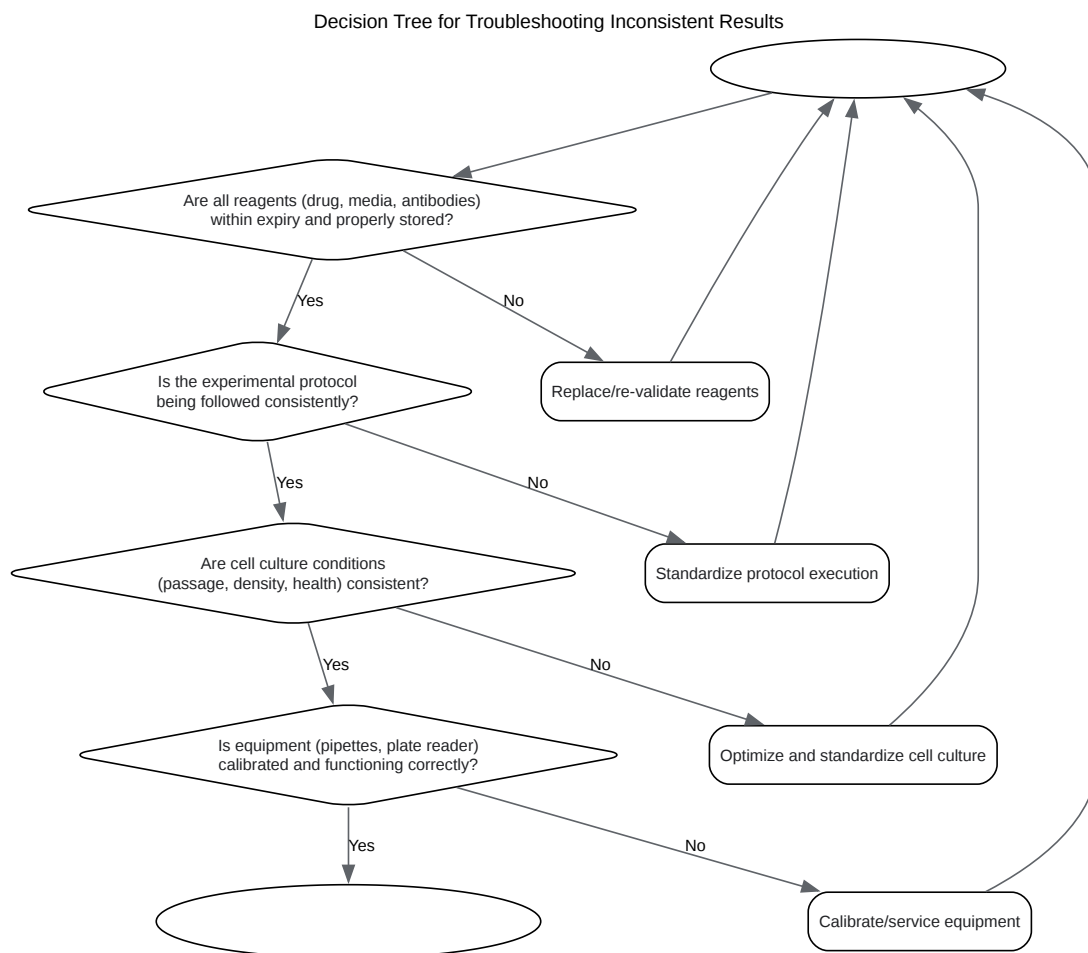 Decision Tree for Troubleshooting Inconsistent Results
Are all reagents (drug, media, antibodies)
within expiry and properly stored?
Yes
No
Is the experimental protocol
being followed consistently?
Replace/re-validate reagents
Yes
No
Are cell culture conditions
(passage, density, health) consistent?
Standardize protocol execution
Yes
No
Is equipment (pipettes, plate reader)
calibrated and functioning correctly?
Optimize and standardize cell culture
Yes
No
Calibrate/service equipment